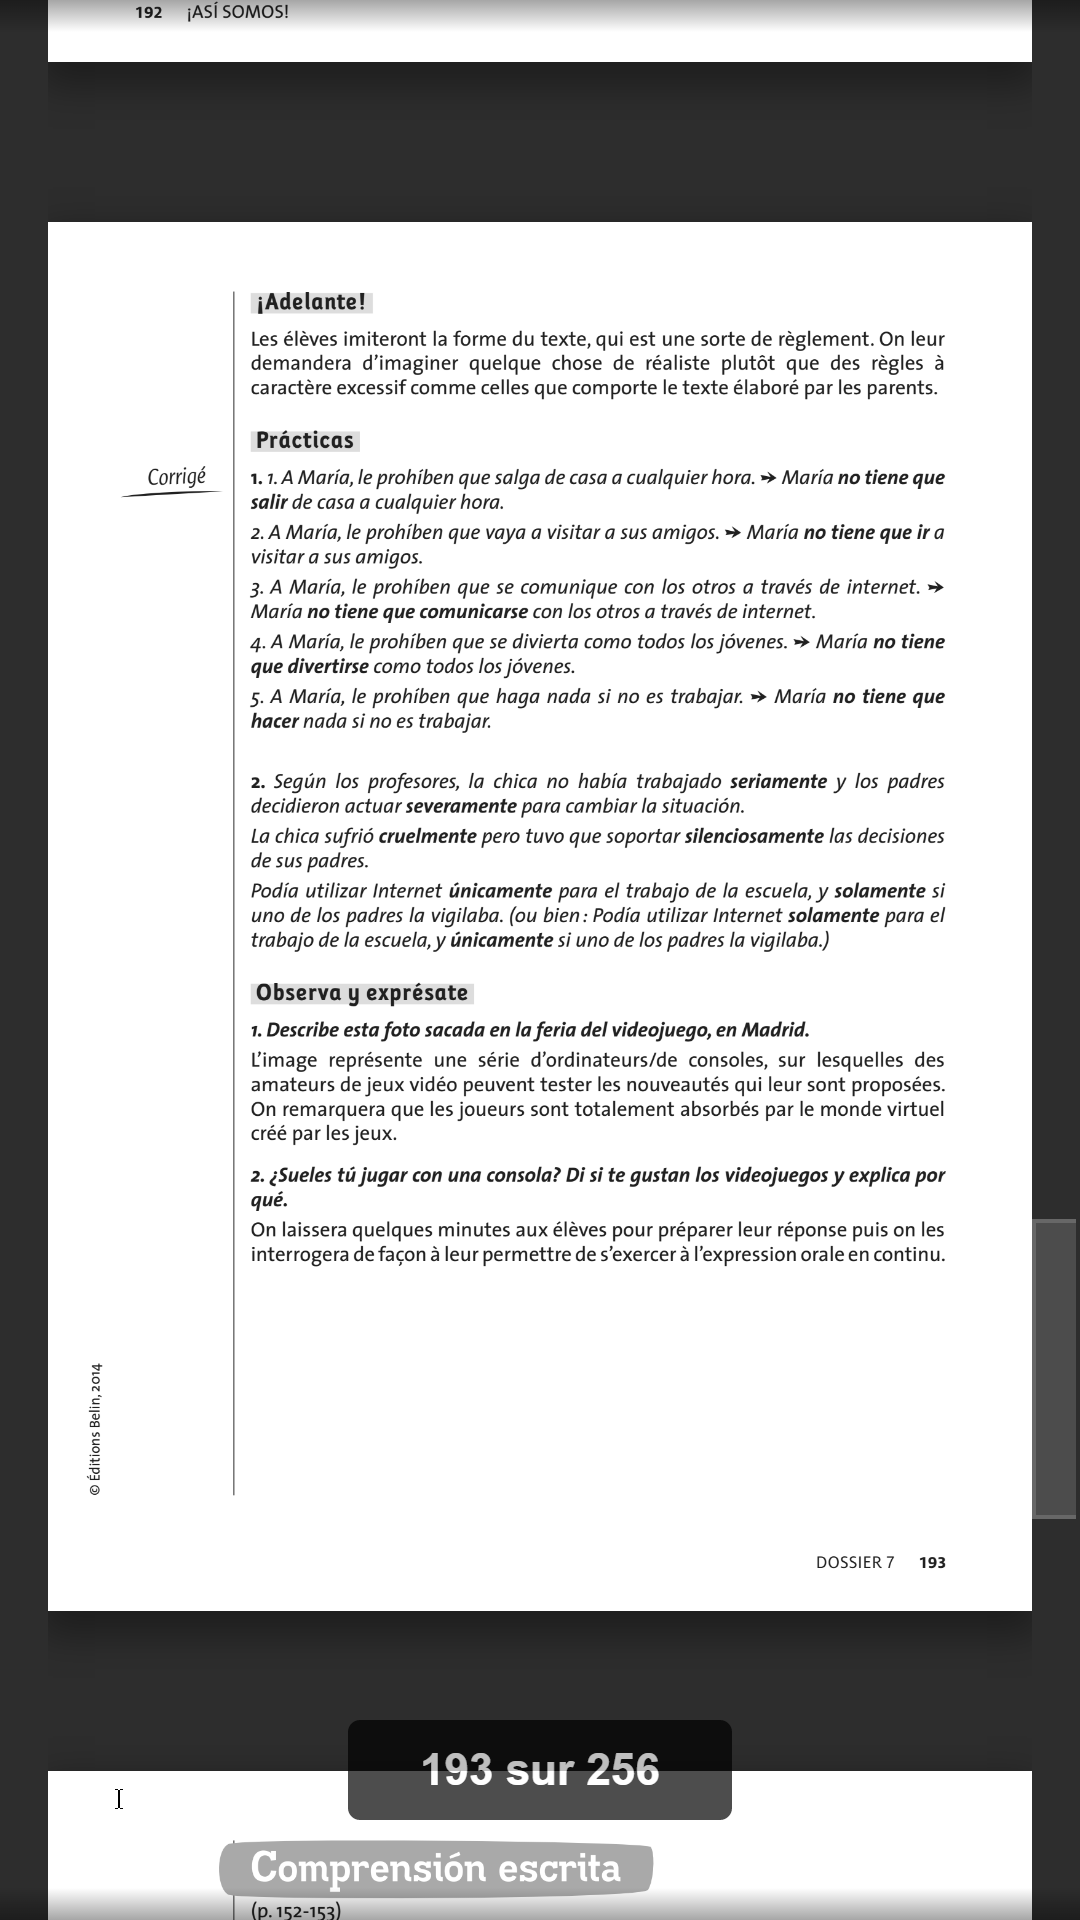 192 ¡ASÍ SOMOS!
¡Adelante!
Les élèves imiteront la forme du texte, qui est une sorte de règlement. On leur
demandera d’imaginer quelque chose de réaliste plutôt que des règles à
caractère excessif comme celles que comporte le texte élaboré par les parents.
Prácticas
Corrigé
1. 1. A María, le prohíben que salga de casa a cualquier hora. ➔ María no tiene que
salir de casa a cualquier hora.
2. A María, le prohíben que vaya a visitar a sus amigos. ➔ María no tiene que ir a
visitar a sus amigos.
3. A María, le prohíben que se comunique con los otros a través de internet. ➔
María no tiene que comunicarse con los otros a través de internet.
4. A María, le prohíben que se divierta como todos los jóvenes. ➔ María no tiene
que divertirse como todos los jóvenes.
5. A María, le prohíben que haga nada si no es trabajar. ➔ María no tiene que
hacer nada si no es trabajar.
2. Según los profesores, la chica no había trabajado seriamente y los padres
decidieron actuar severamente para cambiar la situación.
La chica sufrió cruelmente pero tuvo que soportar silenciosamente las decisiones
de sus padres.
Podía utilizar Internet únicamente para el trabajo de la escuela, y solamente si
uno de los padres la vigilaba. (ou bien : Podía utilizar Internet solamente para el
trabajo de la escuela, y únicamente si uno de los padres la vigilaba.)
Observa y exprésate
1. Describe esta foto sacada en la feria del videojuego, en Madrid.
L’image représente une série d’ordinateurs/de consoles, sur lesquelles des
amateurs de jeux vidéo peuvent tester les nouveautés qui leur sont proposées.
On remarquera que les joueurs sont totalement absorbés par le monde virtuel
créé par les jeux.
2. ¿Sueles tú jugar con una consola? Di si te gustan los videojuegos y explica por
qué.
On laissera quelques minutes aux élèves pour préparer leur réponse puis on les
interrogera de façon à leur permettre de s’exercer à l’expression orale en continu.
© Éditions Belin, 2014
DOSSIER 7 193
193 sur 256
Comprensión escrita
(p. 152-153)